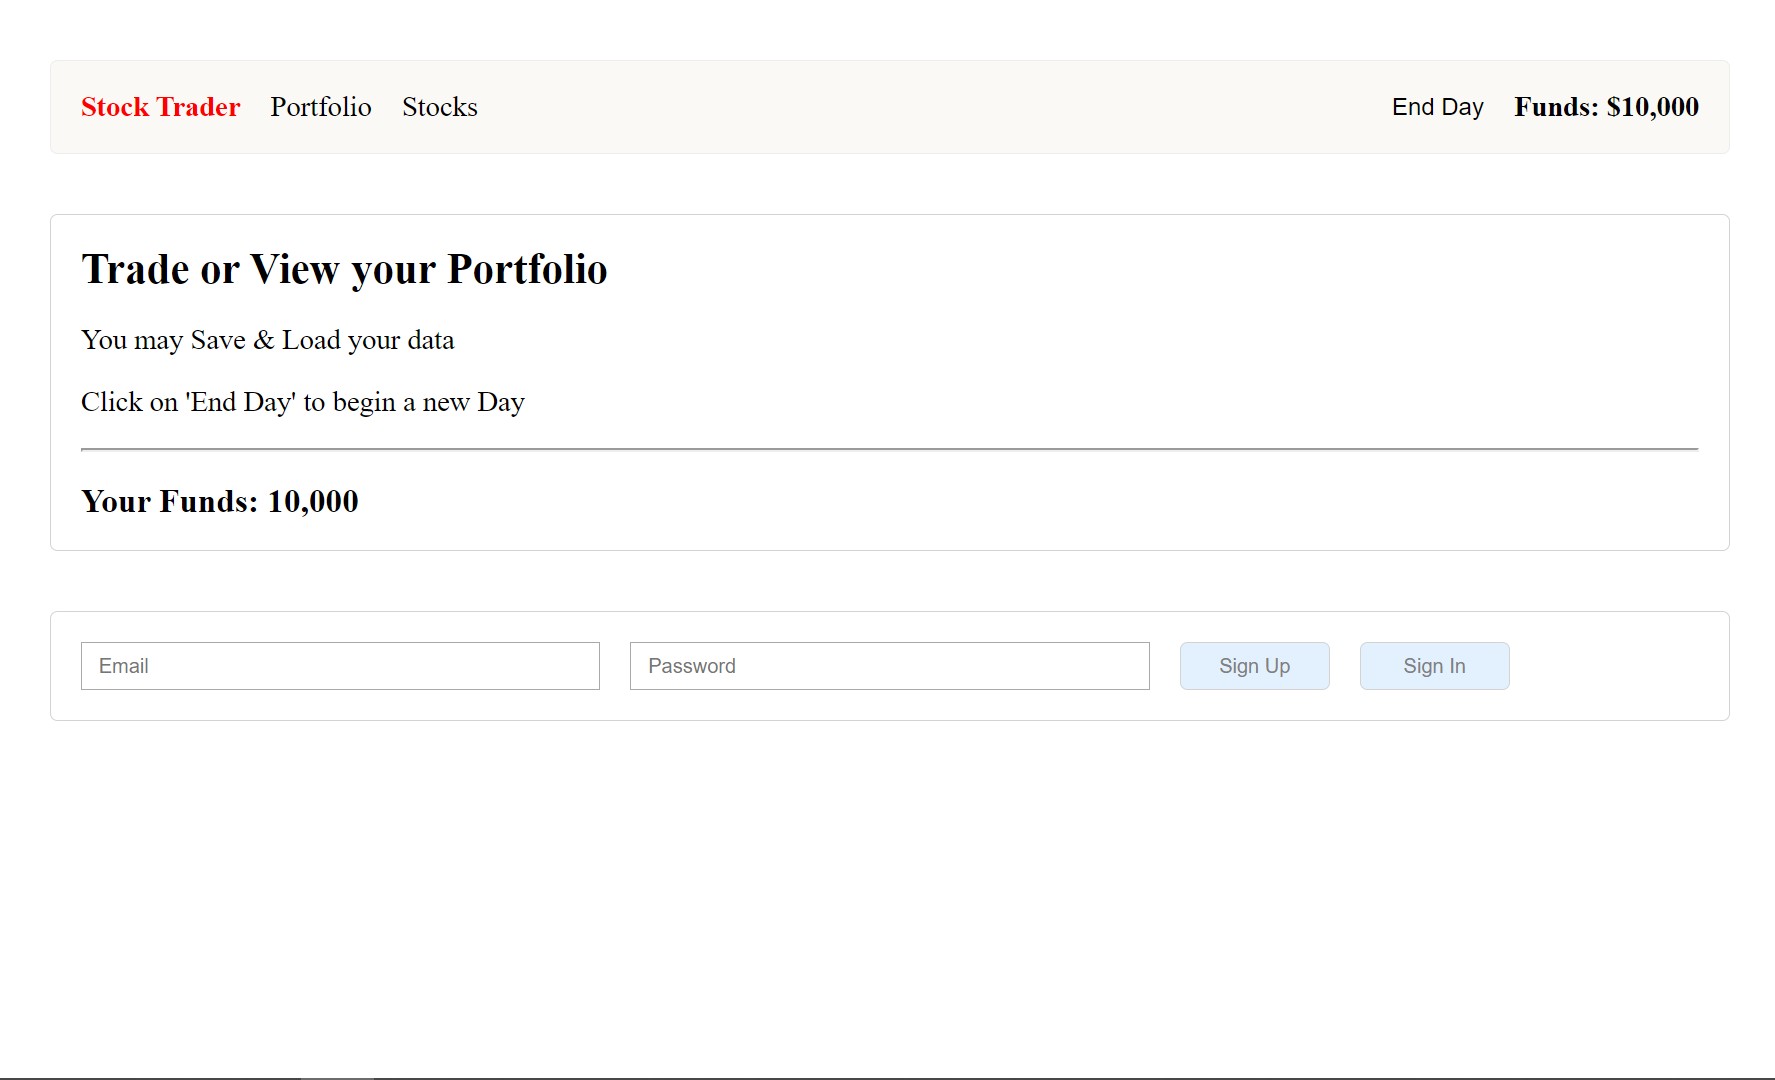 Stock Trader Portfolio Stocks End Day Funds: $10,000
Trade or View your Portfolio
You may Save & Load your data
Click on 'End Day' to begin a new Day
Your Funds: 10,000
Email Password Sign Up Sign In